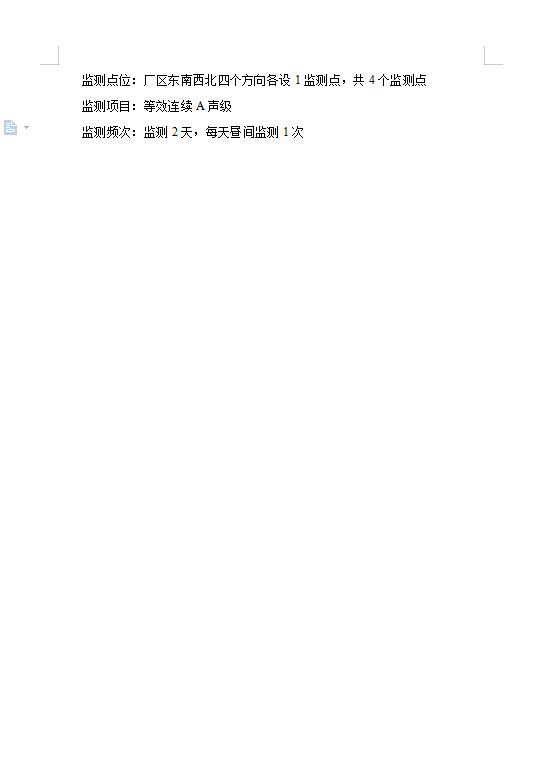 监测点位：厂区东南西北四个方向各设 1 监测点，共 4 个监测点
监测项目：等效连续 A 声级
监测频次：监测 2 天，每天昼间监测 1 次